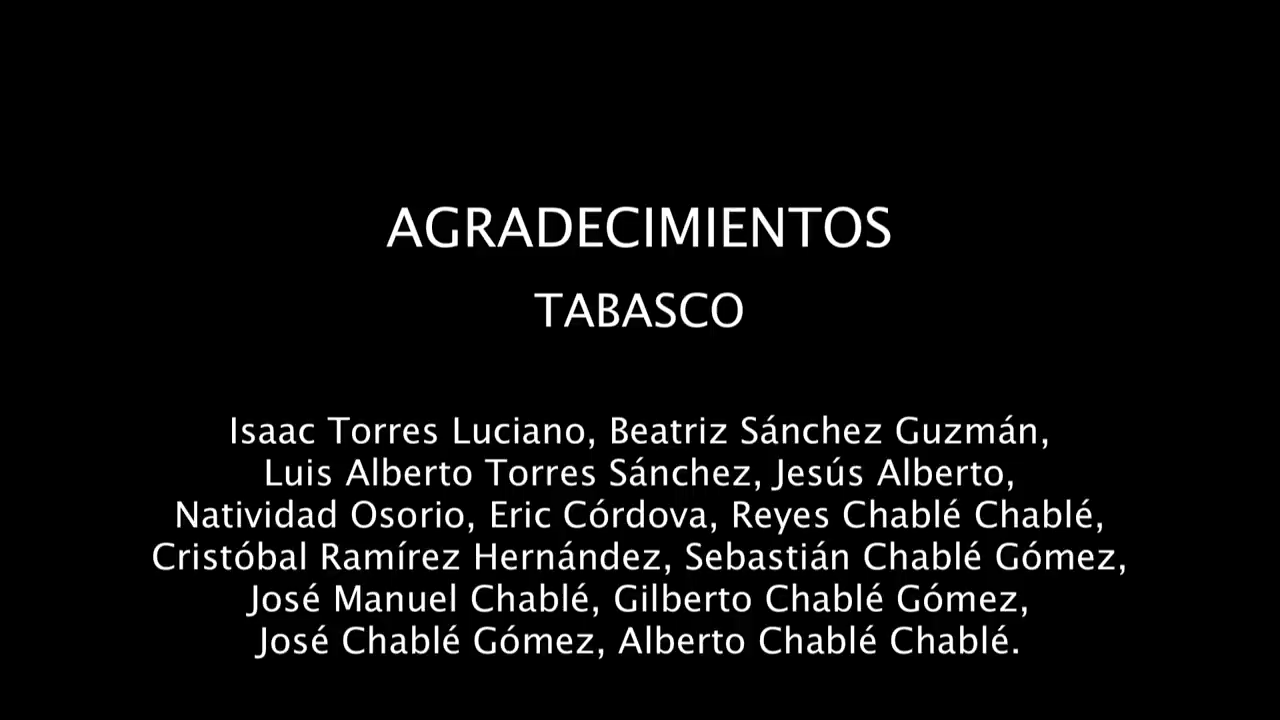 AGRADECIMIENTOS
TABASCO
Isaac Torres Luciano, Beatriz Sánchez Guzmán,
Luis Alberto Torres Sánchez, Jesús Alberto,
Natividad Osorio, Eric Córdova, Reyes Chablé Chablé,
Cristóbal Ramírez Hernández, Sebastián Chablé Gómez,
José Manuel Chablé, Gilberto Chablé Gómez,
José Chablé Gómez, Alberto Chablé Chablé.